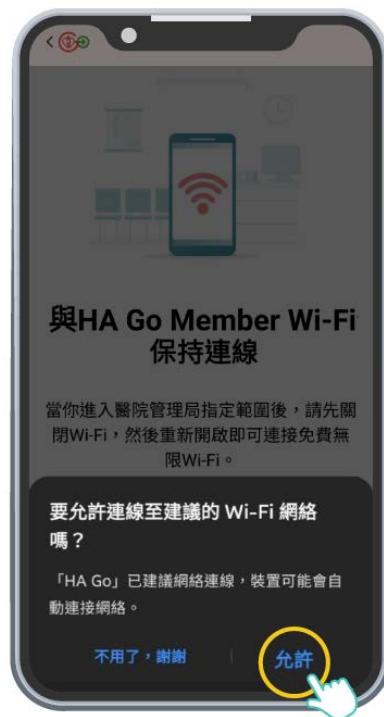 與HA Go Member Wi-Fi
保持連線
當你進入醫院管理局指定範圍後，請先關
閉Wi-Fi，然後重新開啟即可連接免費無
限Wi-Fi。
要允許連線至建議的 Wi-Fi 網絡
嗎？
「HA Go」已建議網絡連線，裝置可能會自
動連接網絡。
不用了，謝謝
允許